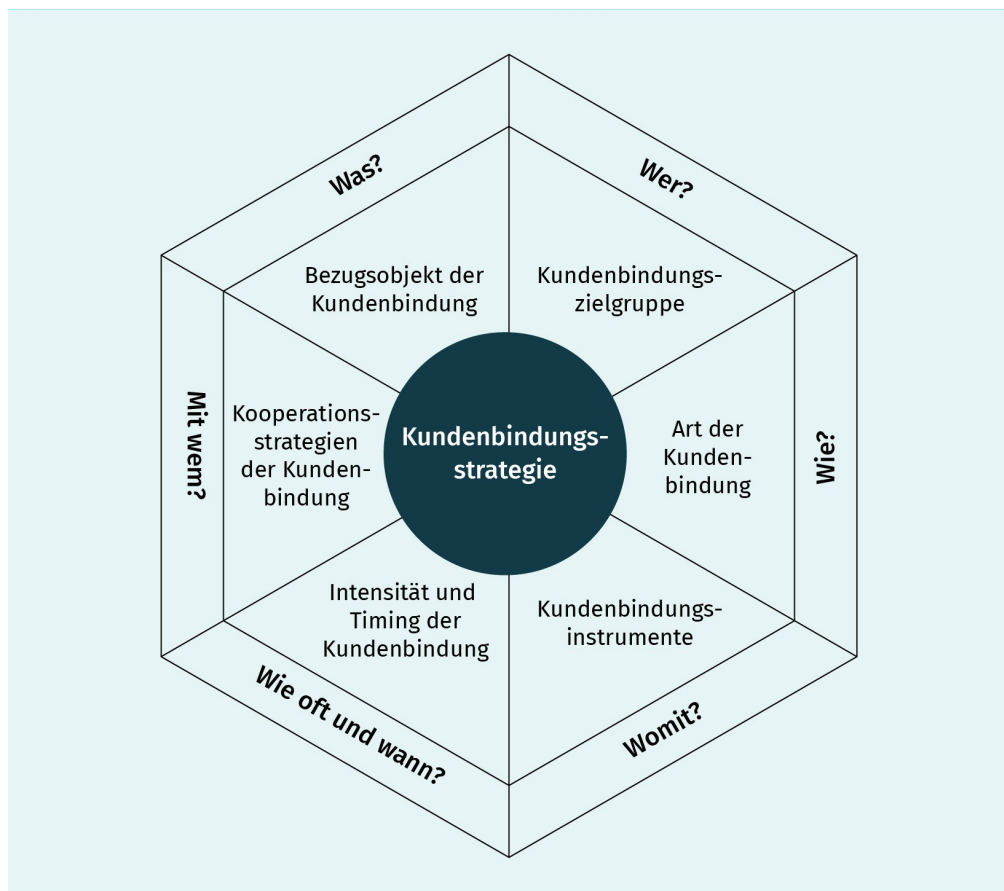 Was?
Wer?
Bezugsobjekt der
Kundenbindung
Kundenbindungs-
zielgruppe
Mit wem?
Kooperations-
strategien
der Kunden-
bindung
Kundenbindungs-
strategie
Art der
Kunden-
bindung
Wie?
Intensität und
Timing der
Kundenbindung
Kundenbindungs-
instrumente
Wie oft und wann?
Womit?